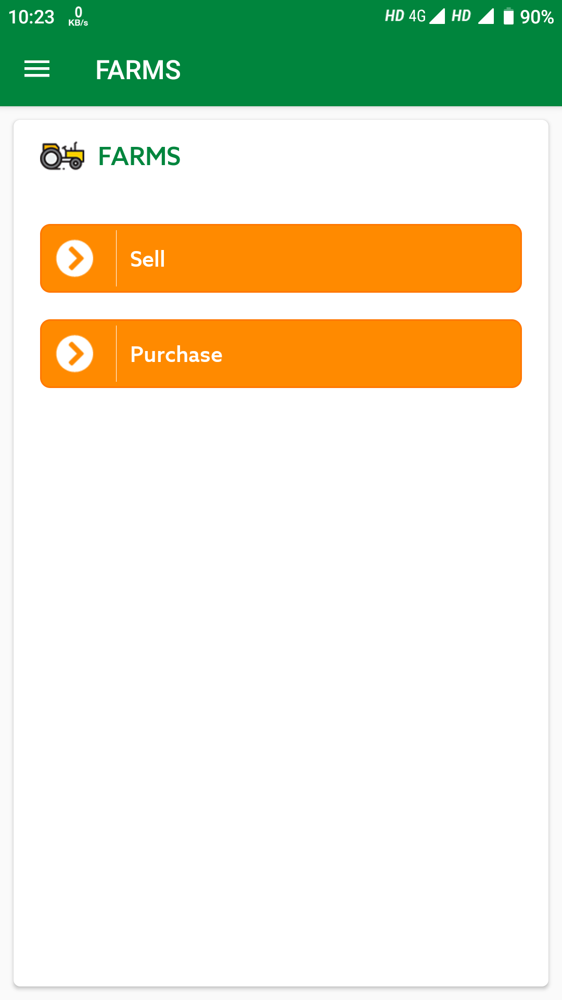 10:23 0 KB/s HD 4G HD 90%
FARMS
FARMS
Sell
Purchase